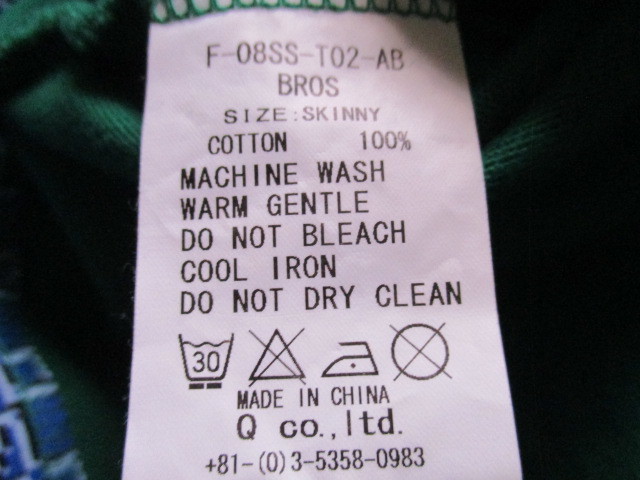 F-08SS-T02-AB
BROS
SIZE:SKINNY
COTTON 100%
MACHINE WASH
WARM GENTLE
DO NOT BLEACH
COOL IRON
DO NOT DRY CLEAN
30
MADE IN CHINA
Q co.,ltd.
+81-(0)3-5358-0983